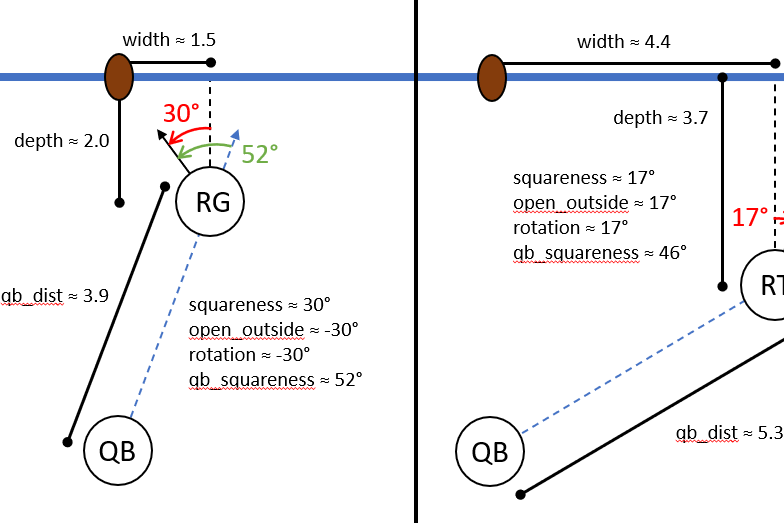 width ≈ 1.5
30°
depth ≈ 2.0
52°
RG
qb_dist ≈ 3.9
squareness ≈ 30°
open_outside ≈ -30°
rotation ≈ -30°
qb_squareness ≈ 52°
QB
width ≈ 4.4
depth ≈ 3.7
squareness ≈ 17°
open_outside ≈ 17°
rotation ≈ 17°
qb_squareness ≈ 46°
17°
RT
QB
qb_dist ≈ 5.3